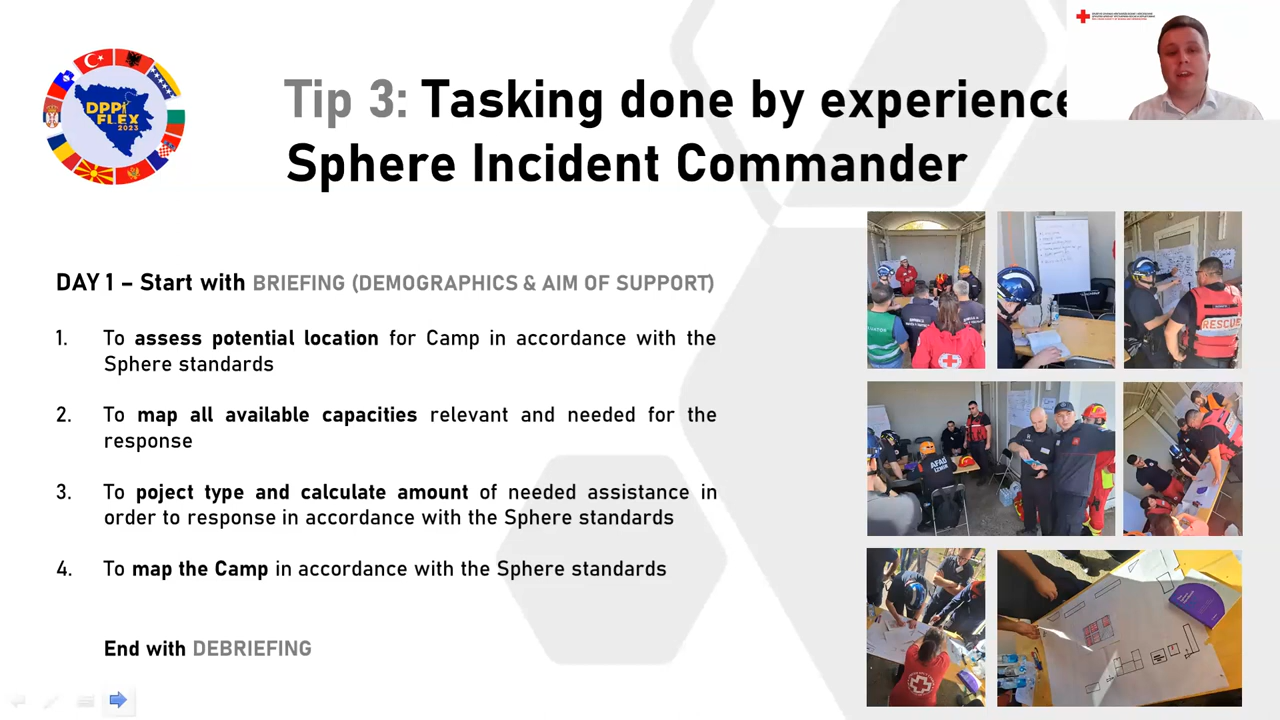 DPPI
FLEX
2023
Tip 3: Tasking done by experience
Sphere Incident Commander
DAY 1 – Start with BRIEFING (DEMOGRAPHICS & AIM OF SUPPORT)
1. To assess potential location for Camp in accordance with the
Sphere standards
2. To map all available capacities relevant and needed for the
response
3. To poject type and calculate amount of needed assistance in
order to response in accordance with the Sphere standards
4. To map the Camp in accordance with the Sphere standards
End with DEBRIEFING
RESCUE
AFAD
IZMIR